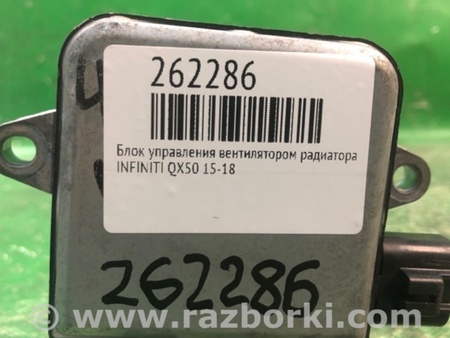 262286
Блок управления вентилятором радиатора
INFINITI QX50 15-18
262286
www.razborki.com